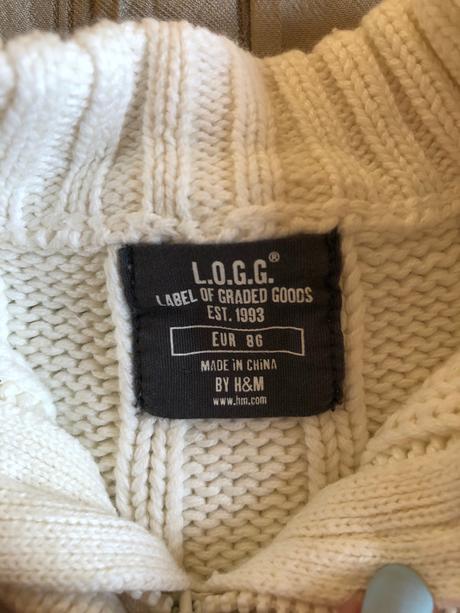 L.O.G.G.®
LABEL OF GRADED GOODS
EST. 1993
EUR 86
MADE IN CHINA
BY H&M
www.hm.com